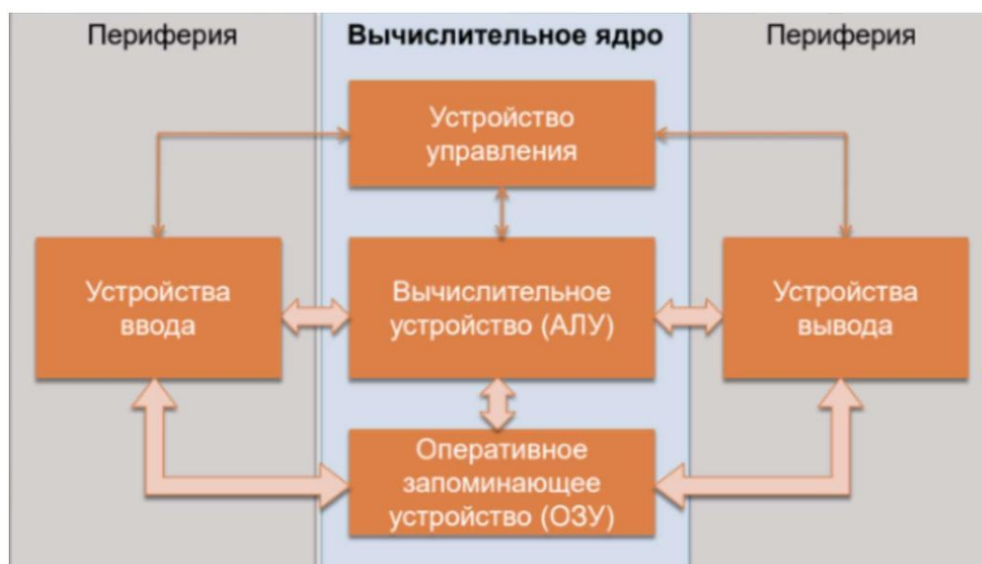 Периферия
Вычислительное ядро
Периферия
Устройство
управления
Устройства
ввода
Вычислительное
устройство (АЛУ)
Устройства
вывода
Оперативное
запоминающее
устройство (ОЗУ)